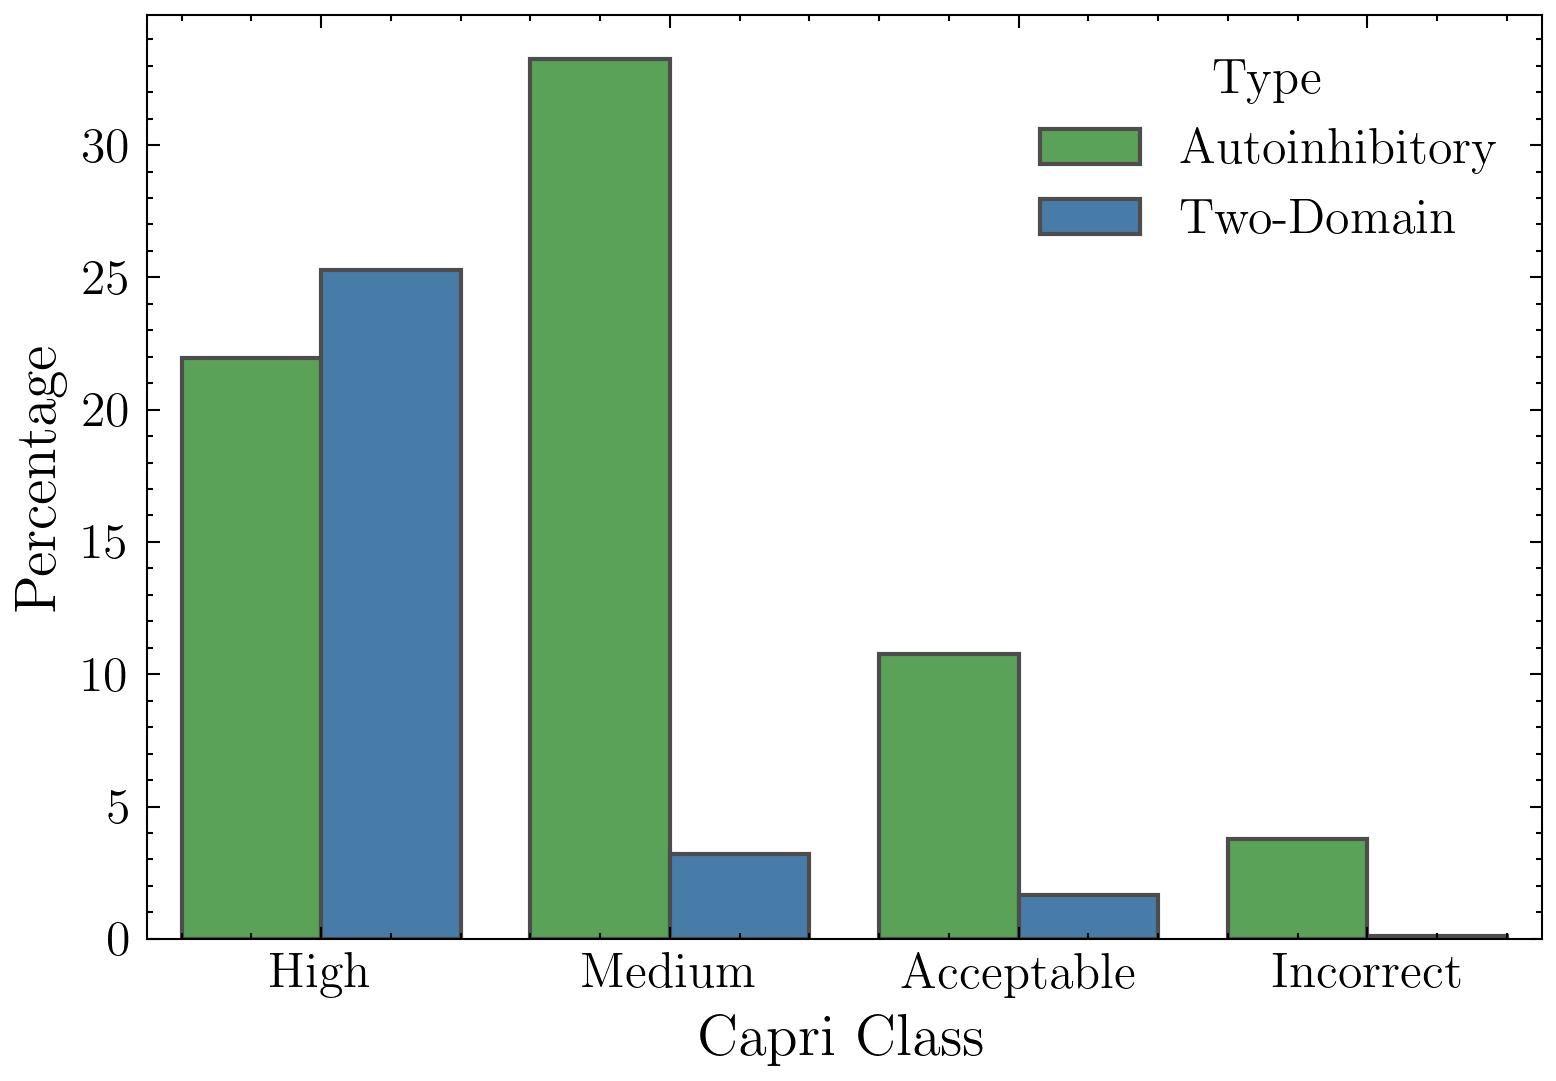 Type
Autoinhibitory
Two-Domain
Percentage
30
25
20
15
10
5
0
High Medium Acceptable Incorrect
Capri Class